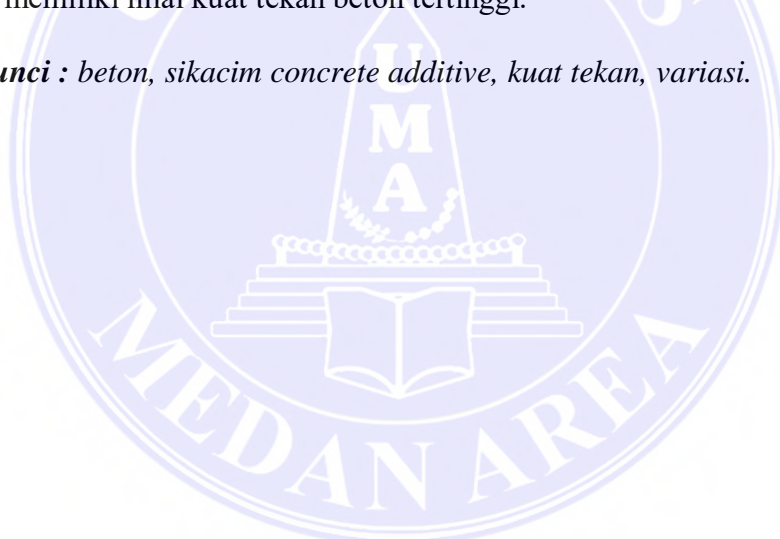 memiliki nilai kuat tekan beton tertinggi.
unci : beton, sikacim concrete additive, kuat tekan, variasi.
U
M
A
MEDAN AREA